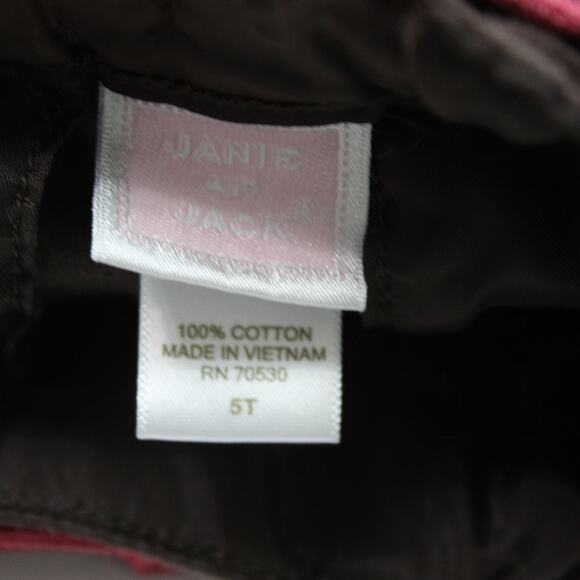 JANIE
AND
JACK®
100% COTTON
MADE IN VIETNAM
RN 70530
5T